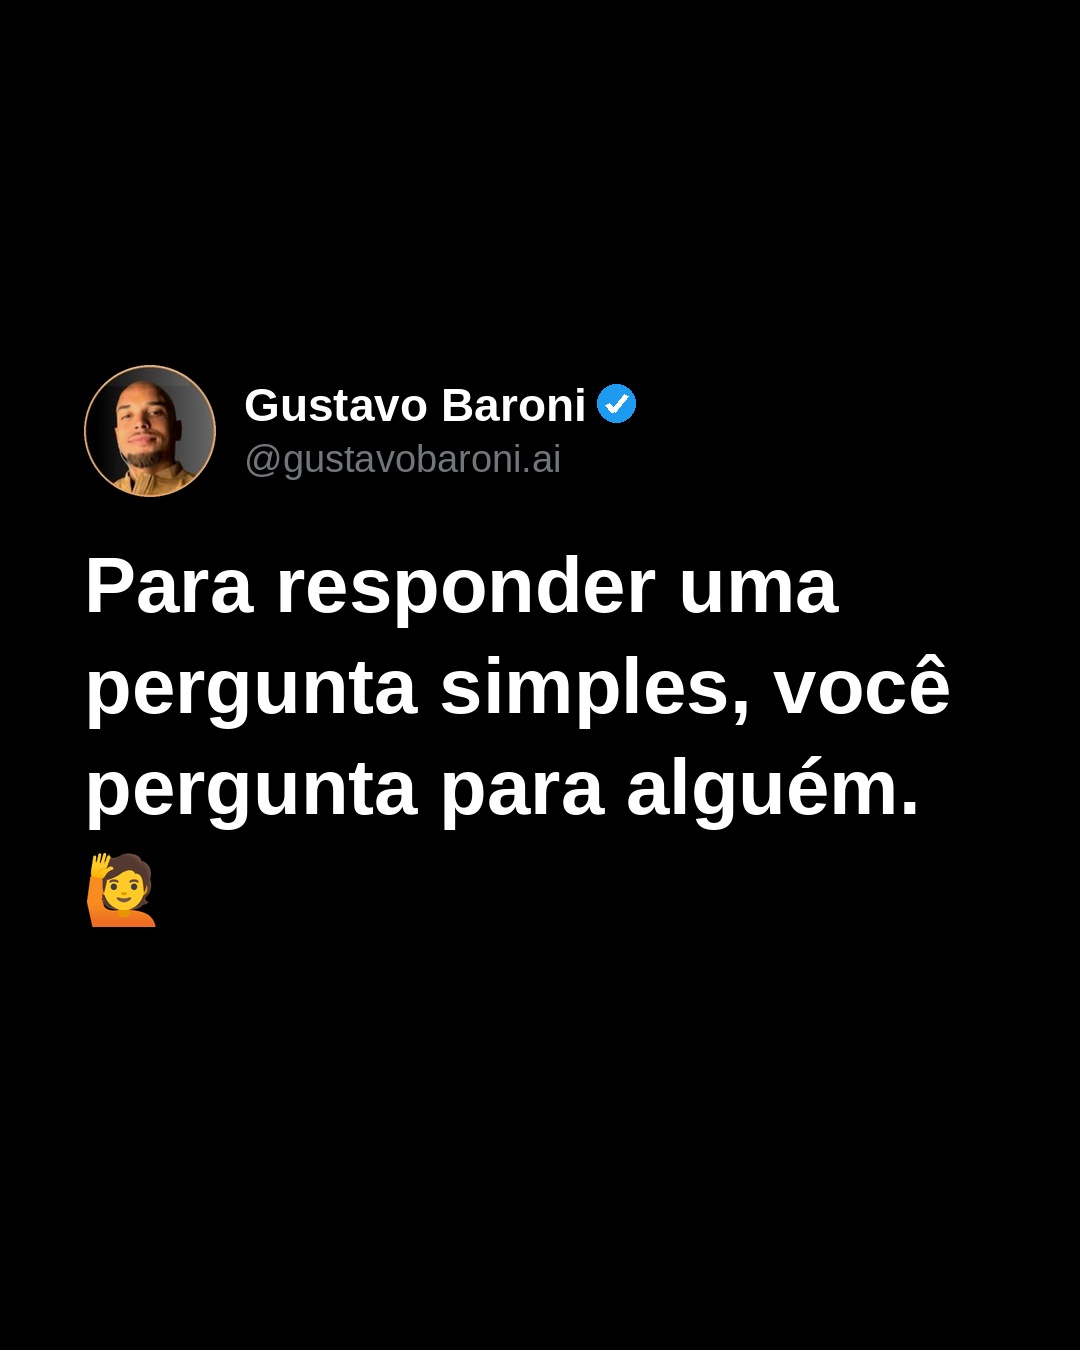 Gustavo Baroni
@gustavobaroni.ai
Para responder uma
pergunta simples, você
pergunta para alguém.
🙋